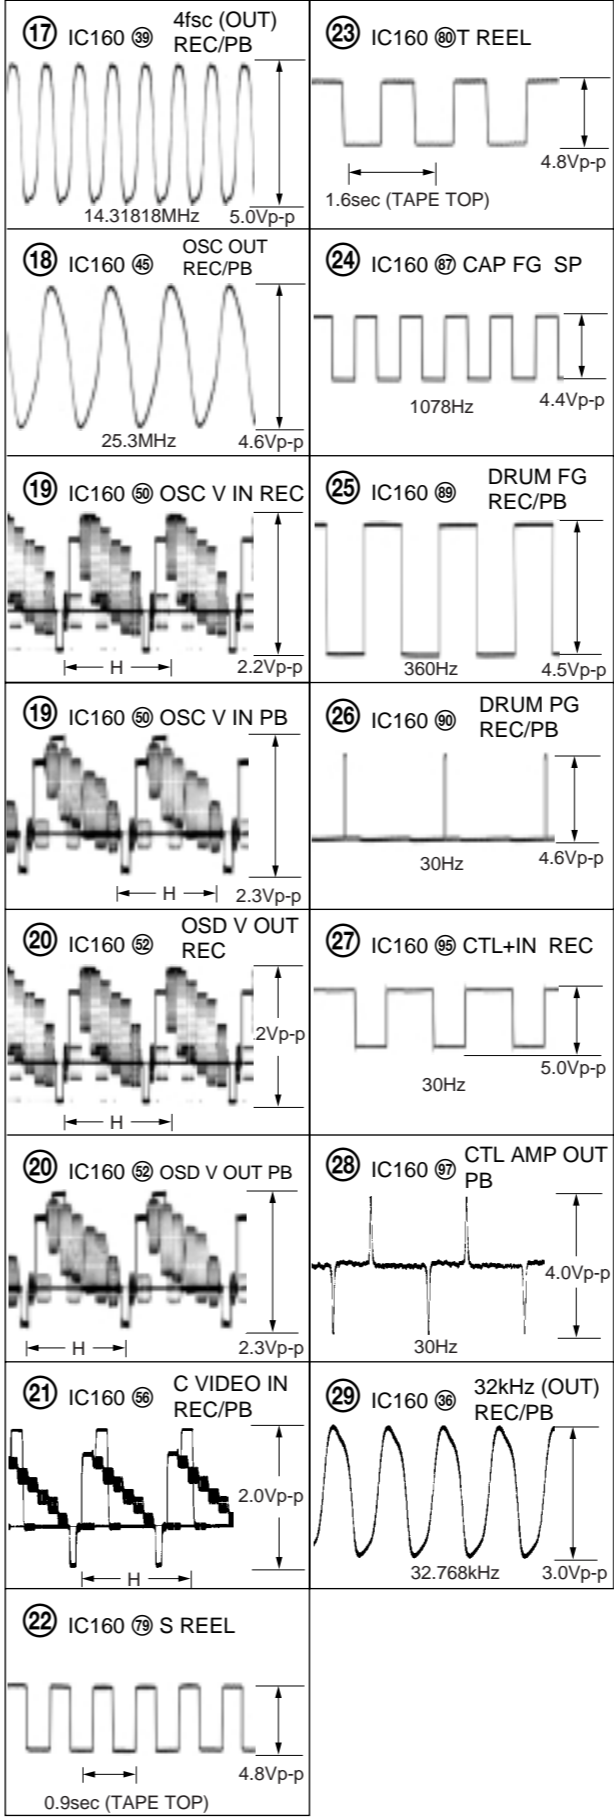 ⑰ IC160 ㊴ 4fsc (OUT)
REC/PB
14.31818MHz 5.0Vp-p
⑱ IC160 ㊺ OSC OUT
REC/PB
25.3MHz 4.6Vp-p
⑲ IC160 ㊿ OSC V IN REC
H 2.2Vp-p
⑲ IC160 ㊿ OSC V IN PB
H 2.3Vp-p
⑳ IC160 52 OSD V OUT
REC
2Vp-p
H
⑳ IC160 52 OSD V OUT PB
H 2.3Vp-p
㉑ IC160 56 C VIDEO IN
REC/PB
2.0Vp-p
H
㉒ IC160 79 S REEL
4.8Vp-p
0.9sec (TAPE TOP)
㉓ IC160 80 T REEL
4.8Vp-p
1.6sec (TAPE TOP)
㉔ IC160 87 CAP FG SP
1078Hz 4.4Vp-p
㉕ IC160 89 DRUM FG
REC/PB
360Hz 4.5Vp-p
㉖ IC160 90 DRUM PG
REC/PB
30Hz 4.6Vp-p
㉗ IC160 95 CTL+IN REC
30Hz 5.0Vp-p
㉘ IC160 97 CTL AMP OUT
PB
4.0Vp-p
30Hz
㉙ IC160 ㊱ 32kHz (OUT)
REC/PB
32.768kHz 3.0Vp-p